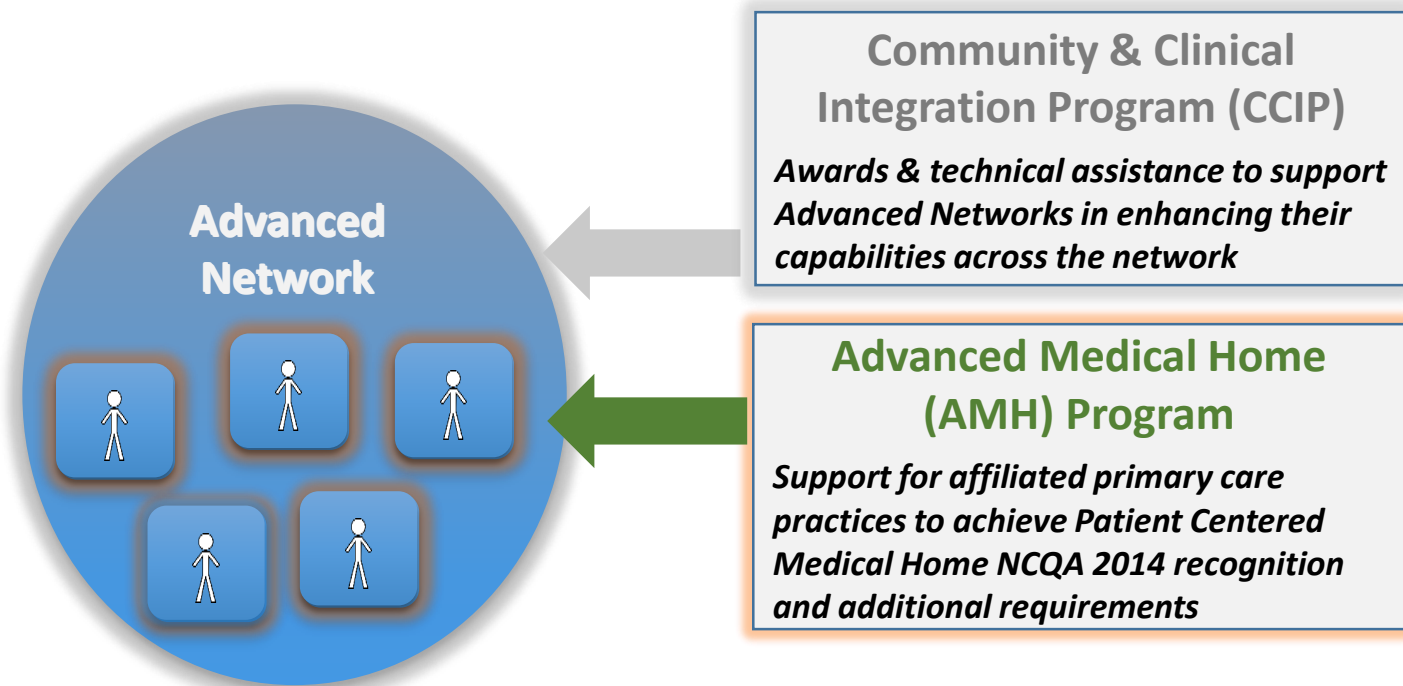 Advanced
Network
Community & Clinical
Integration Program (CCIP)
Awards & technical assistance to support
Advanced Networks in enhancing their
capabilities across the network
Advanced Medical Home
(AMH) Program
Support for affiliated primary care
practices to achieve Patient Centered
Medical Home NCQA 2014 recognition
and additional requirements